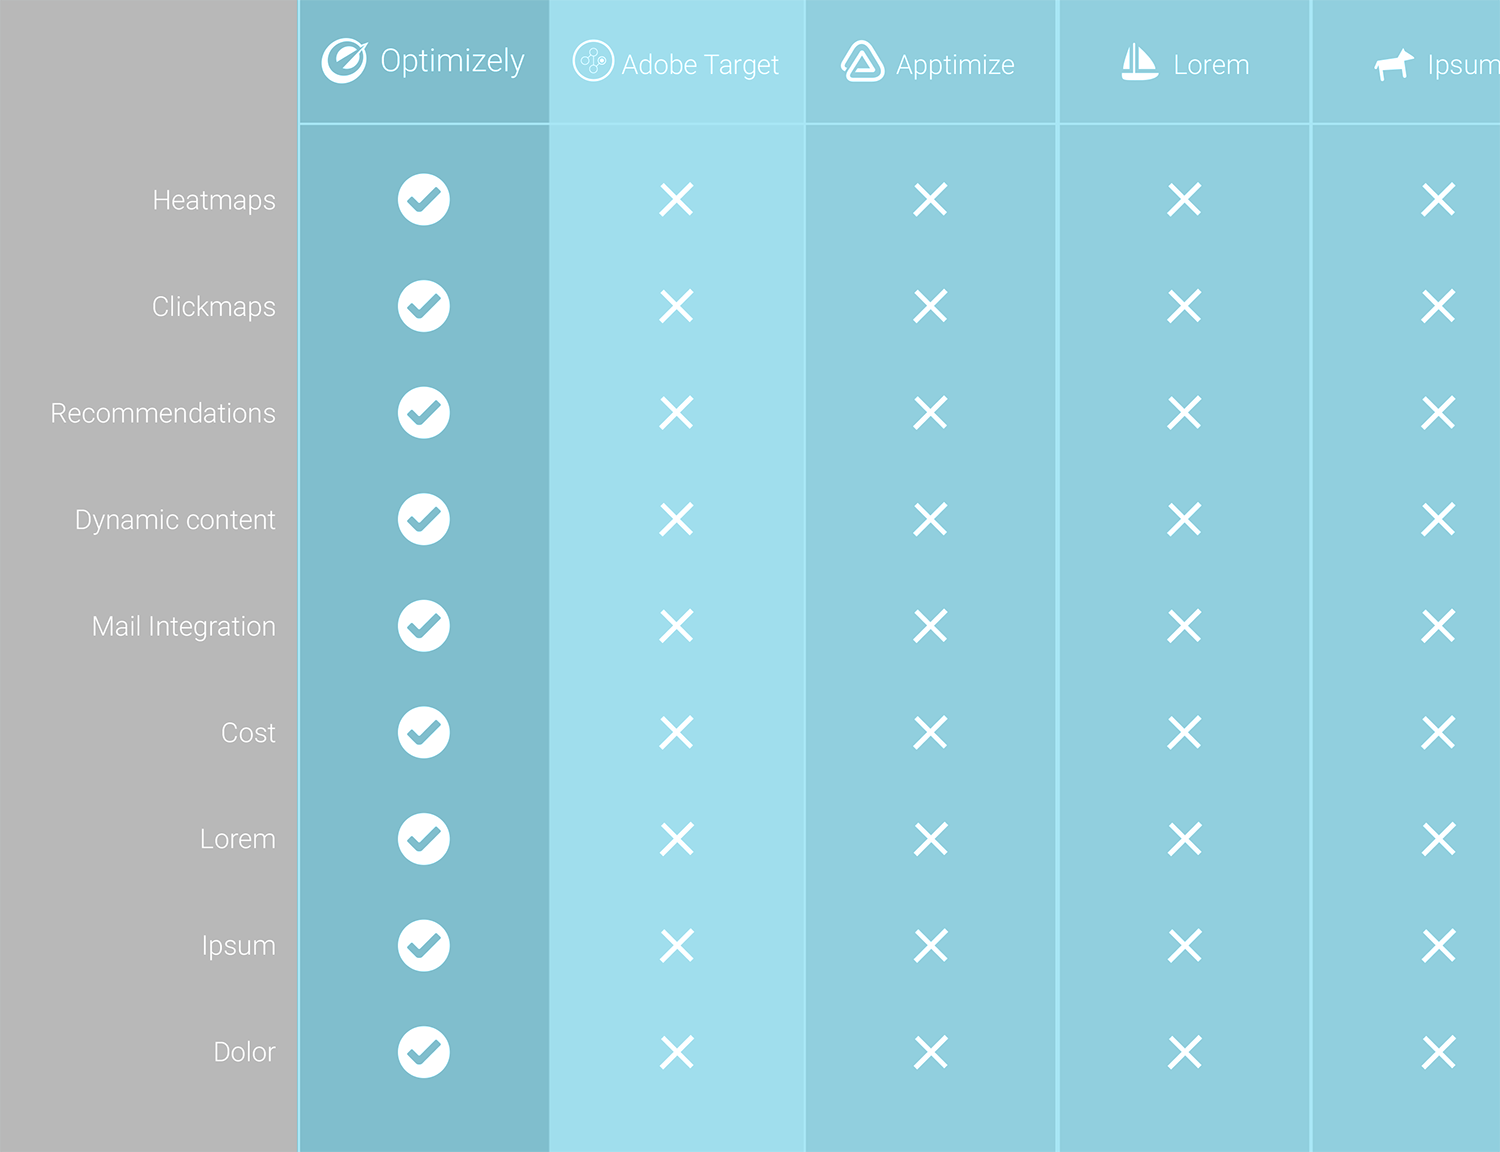 Optimizely Adobe Target Apptimize Lorem Ipsum
Heatmaps
Clickmaps
Recommendations
Dynamic content
Mail Integration
Cost
Lorem
Ipsum
Dolor